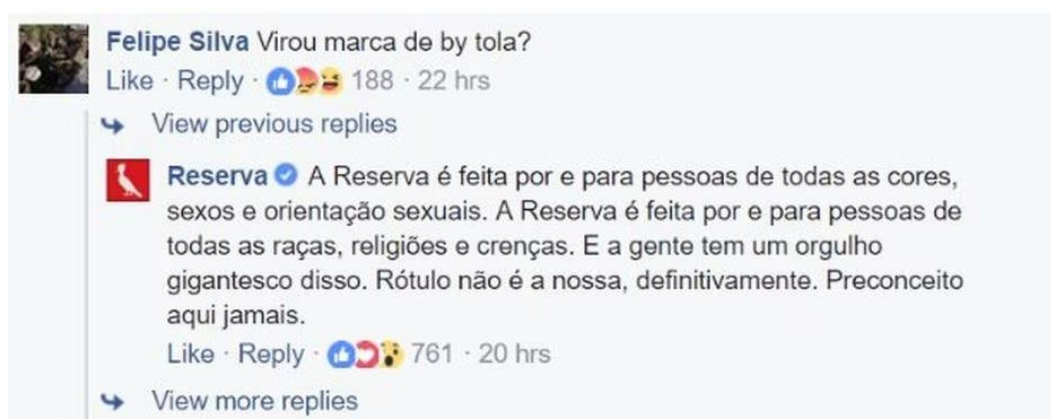 Felipe Silva Virou marca de by tola?
Like · Reply · 188 · 22 hrs
View previous replies
Reserva A Reserva é feita por e para pessoas de todas as cores,
sexos e orientação sexuais. A Reserva é feita por e para pessoas de
todas as raças, religiões e crenças. E a gente tem um orgulho
gigantesco disso. Rótulo não é a nossa, definitivamente. Preconceito
aqui jamais.
Like · Reply · 761 · 20 hrs
View more replies